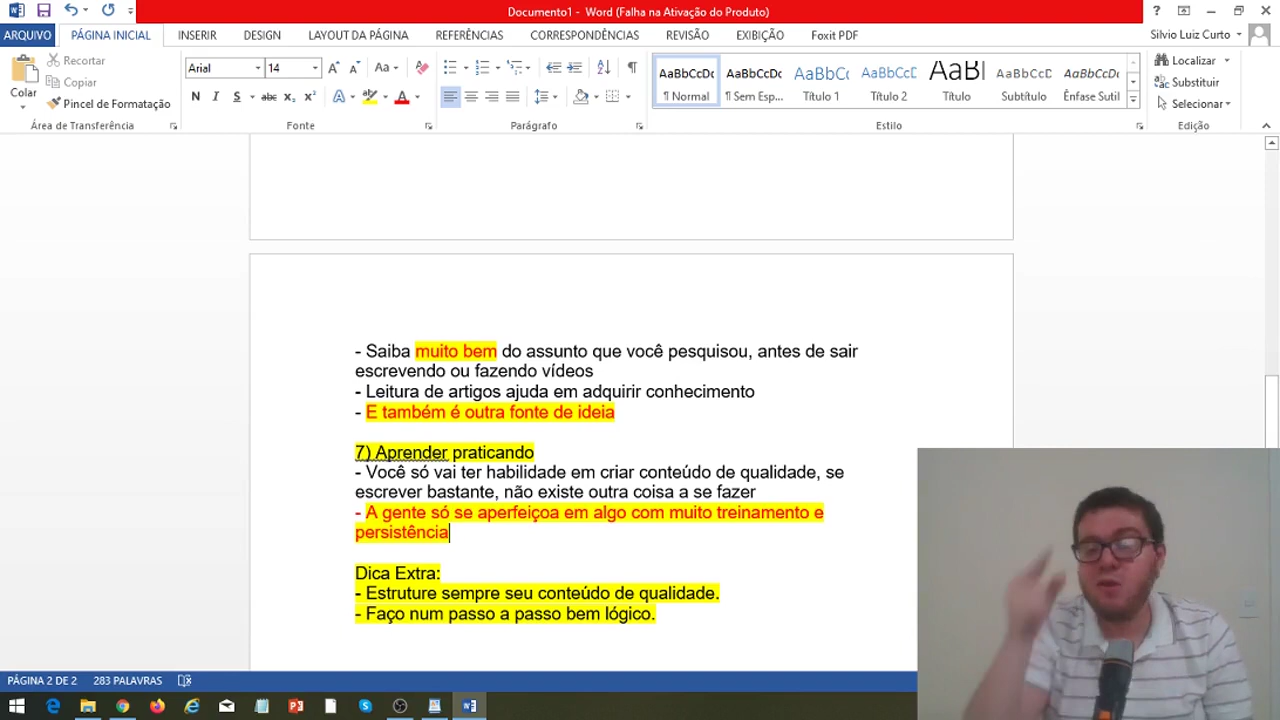 Documento1 - Word (Falha na Ativação do Produto)
ARQUIVO PÁGINA INICIAL INSERIR DESIGN LAYOUT DA PÁGINA REFERÊNCIAS CORRESPONDÊNCIAS REVISÃO EXIBIÇÃO Foxit PDF Silvio Luiz Curto
Colar
Recortar
Copiar
Pincel de Formatação
Área de Transferência
Arial 14
Aa
N I S abc x₂ x²
Fonte
Parágrafo
AaBbCcDc AaBbCcDc AaBbCc AaBbCcD AaBl AaBbCcD AaBbCcDc
¶ Normal ¶ Sem Esp... Título 1 Título 2 Título Subtítulo Ênfase Sutil
Estilo
Localizar
Substituir
Selecionar
Edição
- Saiba muito bem do assunto que você pesquisou, antes de sair
escrevendo ou fazendo vídeos
- Leitura de artigos ajuda em adquirir conhecimento
- E também é outra fonte de ideia
7) Aprender praticando
- Você só vai ter habilidade em criar conteúdo de qualidade, se
escrever bastante, não existe outra coisa a se fazer
- A gente só se aperfeiçoa em algo com muito treinamento e
persistência
Dica Extra:
- Estruture sempre seu conteúdo de qualidade.
- Faço num passo a passo bem lógico.
PÁGINA 2 DE 2 283 PALAVRAS